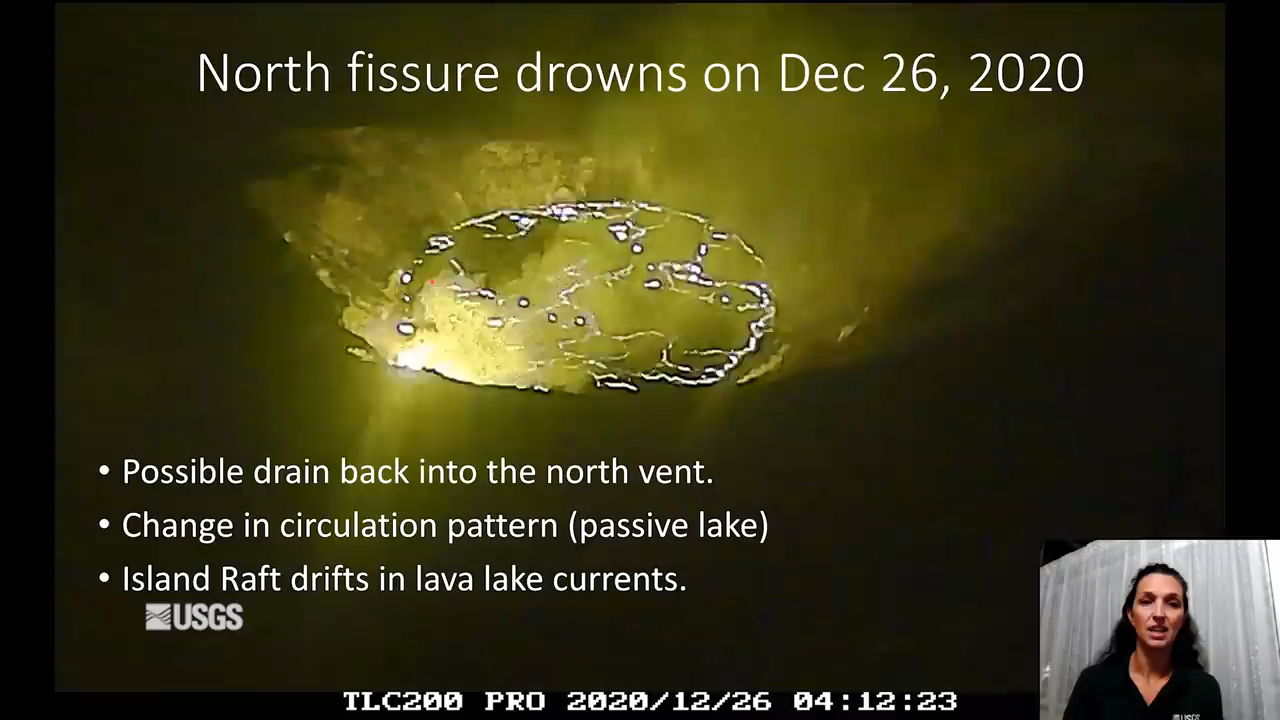 North fissure drowns on Dec 26, 2020
• Possible drain back into the north vent.
• Change in circulation pattern (passive lake)
• Island Raft drifts in lava lake currents.
USGS
TLC200 PRO 2020/12/26 04:12:23
USGS